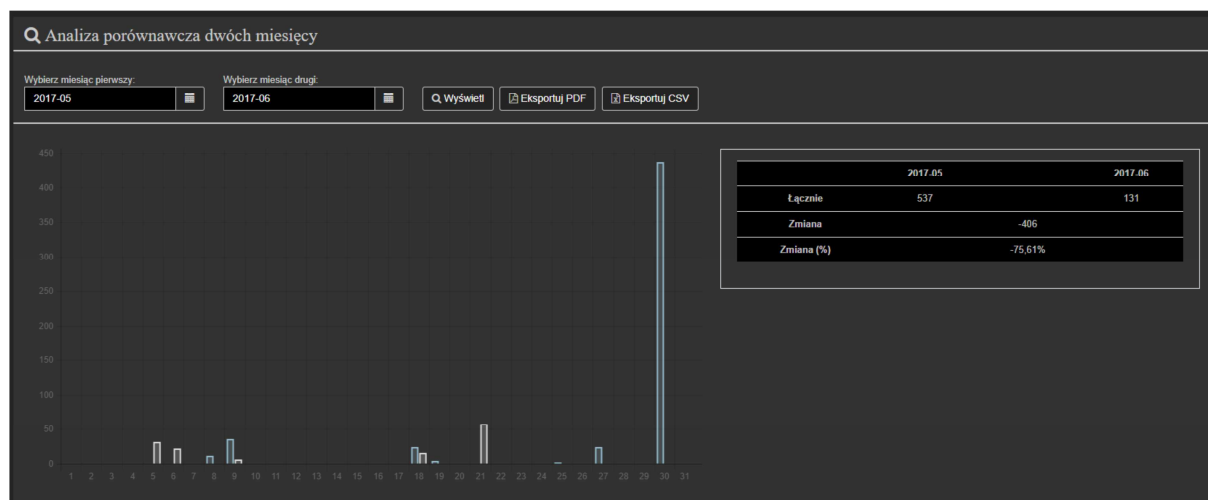 Analiza porównawcza dwóch miesięcy
Wybierz miesiąc pierwszy:
Wybierz miesiąc drugi:
2017-05
2017-06
Wyświetl
Eksportuj PDF
Eksportuj CSV
450
400
350
300
250
200
150
100
50
0
1 2 3 4 5 6 7 8 9 10 11 12 13 14 15 16 17 18 19 20 21 22 23 24 25 26 27 28 29 30 31
2017-05 2017-06
Łącznie 537 131
Zmiana -406
Zmiana (%) -75,61%